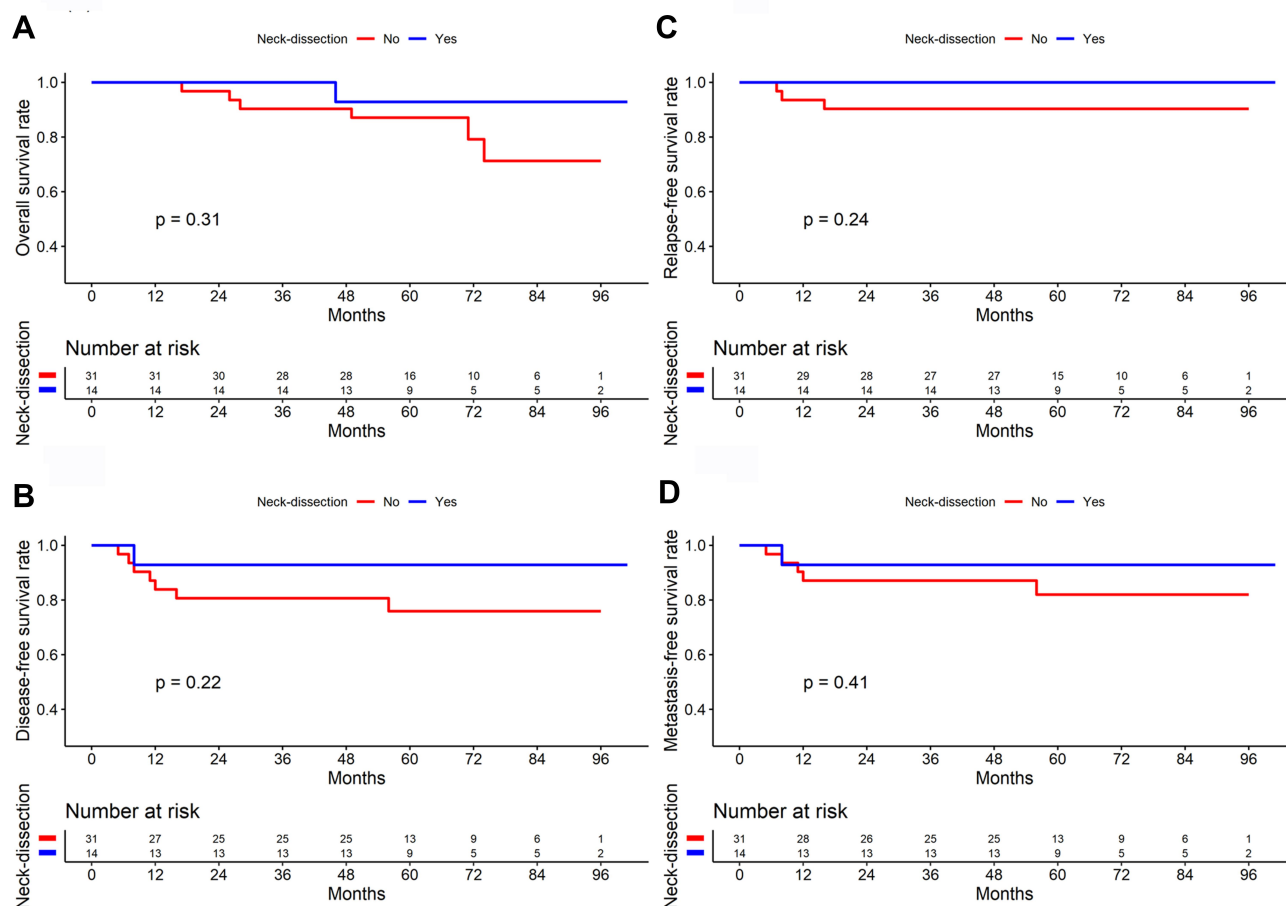 A
Neck-dissection No Yes
Overall survival rate
1.0
0.8
0.6
0.4
p = 0.31
0 12 24 36 48 60 72 84 96
Months
Number at risk
Neck-dissection
31 31 30 28 28 16 10 6 1
14 14 14 14 13 9 5 5 2
0 12 24 36 48 60 72 84 96
Months
C
Neck-dissection No Yes
Relapse-free survival rate
1.0
0.8
0.6
0.4
p = 0.24
0 12 24 36 48 60 72 84 96
Months
Number at risk
Neck-dissection
31 29 28 27 27 15 10 6 1
14 14 14 14 13 9 5 5 2
0 12 24 36 48 60 72 84 96
Months
B
Neck-dissection No Yes
Disease-free survival rate
1.0
0.8
0.6
0.4
p = 0.22
0 12 24 36 48 60 72 84 96
Months
Number at risk
Neck-dissection
31 27 25 25 25 13 9 6 1
14 13 13 13 13 9 5 5 2
0 12 24 36 48 60 72 84 96
Months
D
Neck-dissection No Yes
Metastasis-free survival rate
1.0
0.8
0.6
0.4
p = 0.41
0 12 24 36 48 60 72 84 96
Months
Number at risk
Neck-dissection
31 28 26 25 25 13 9 6 1
14 13 13 13 13 9 5 5 2
0 12 24 36 48 60 72 84 96
Months